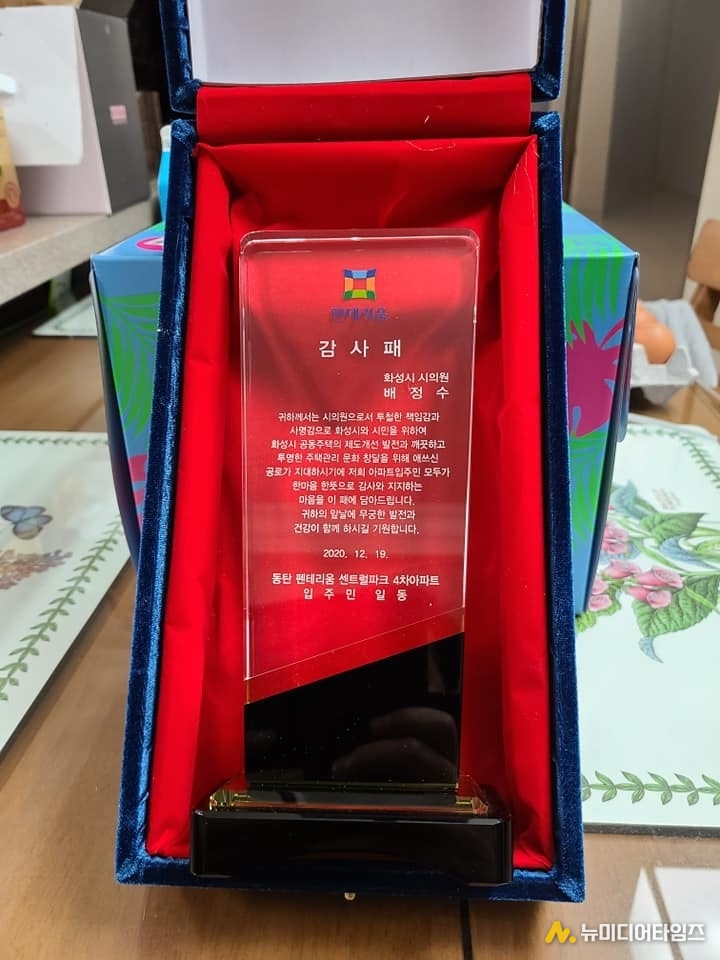 펜테리움
감 사 패
화성시 시의원
배 정 수
귀하께서는 시의원으로서 투철한 책임감과
사명감으로 화성시와 시민을 위하여
화성시 공동주택의 제도개선 발전과 깨끗하고
투명한 주택관리 문화 창달을 위해 애쓰신
공로가 지대하시기에 저희 아파트입주민 모두가
한마음 한뜻으로 감사와 지지하는
마음을 이 패에 담아드립니다.
귀하의 앞날에 무궁한 발전과
건강이 함께 하시길 기원합니다.
2020. 12. 19.
동탄 펜테리움 센트럴파크 4차아파트
입 주 민 일 동
뉴미디어타임즈